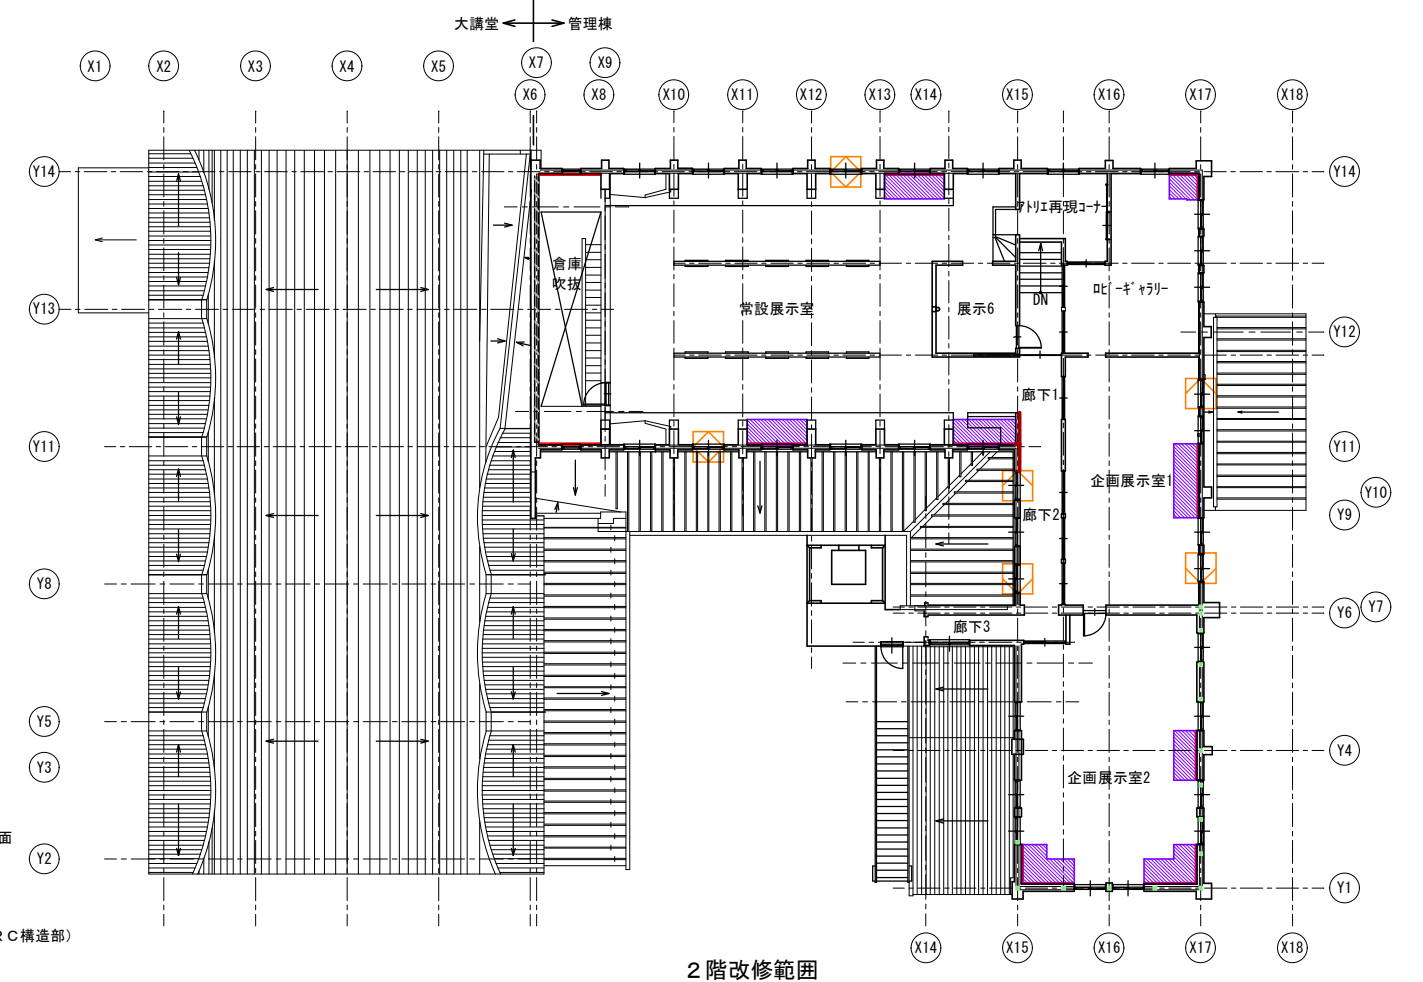 大講堂
管理棟
X1
X2
X3
X4
X5
X7
X9
X6
X8
X10
X11
X12
X13
X14
X15
X16
X17
X18
Y14
Y14
アトリエ再現コーナー
倉庫
吹抜
Y13
常設展示室
展示6
DN
ロビーギャラリー
Y12
廊下1
Y11
Y11
企画展示室1
Y10
廊下2
Y9
Y8
Y6
Y7
廊下3
Y5
Y4
Y3
企画展示室2
面
Y2
Y1
ＲＣ構造部）
X14
X15
X16
X17
X18
２階改修範囲